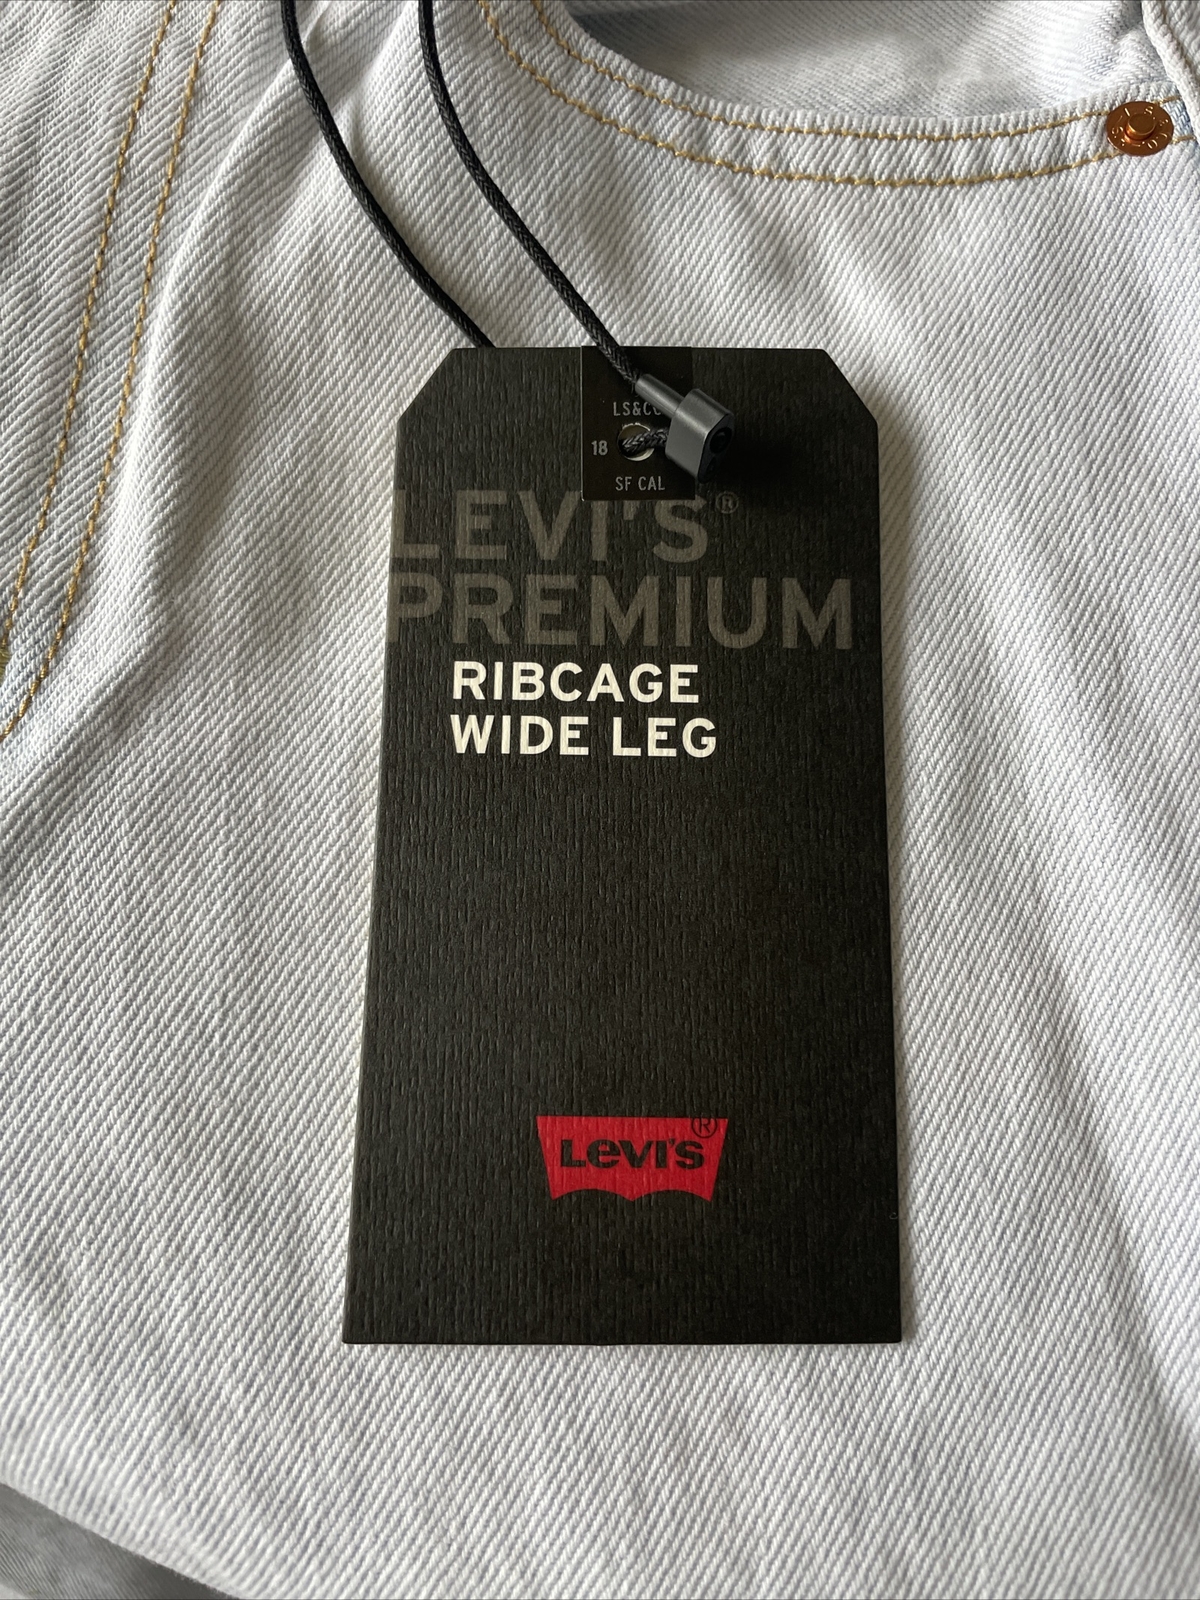 LS&CO
18
SF CAL
LEVI'S®
PREMIUM
RIBCAGE
WIDE LEG
LEVI'S®